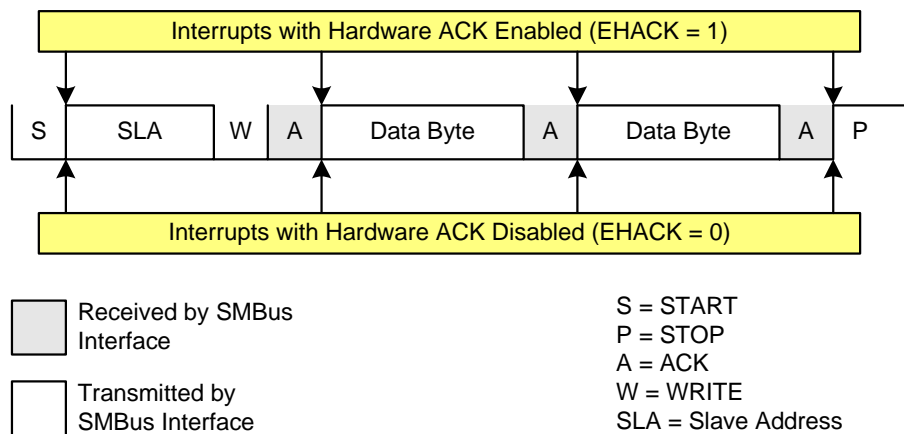 Interrupts with Hardware ACK Enabled (EHACK = 1)
S SLA W A Data Byte A Data Byte A P
Interrupts with Hardware ACK Disabled (EHACK = 0)
Received by SMBus
Interface
Transmitted by
SMBus Interface
S = START
P = STOP
A = ACK
W = WRITE
SLA = Slave Address